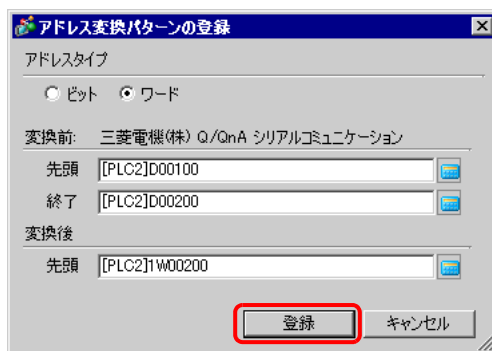 アドレス変換パターンの登録
アドレスタイプ
ビット ワード
変換前: 三菱電機(株) Q/QnA シリアルコミュニケーション
先頭 [PLC2]D00100
終了 [PLC2]D00200
変換後
先頭 [PLC2]1W00200
登録 キャンセル